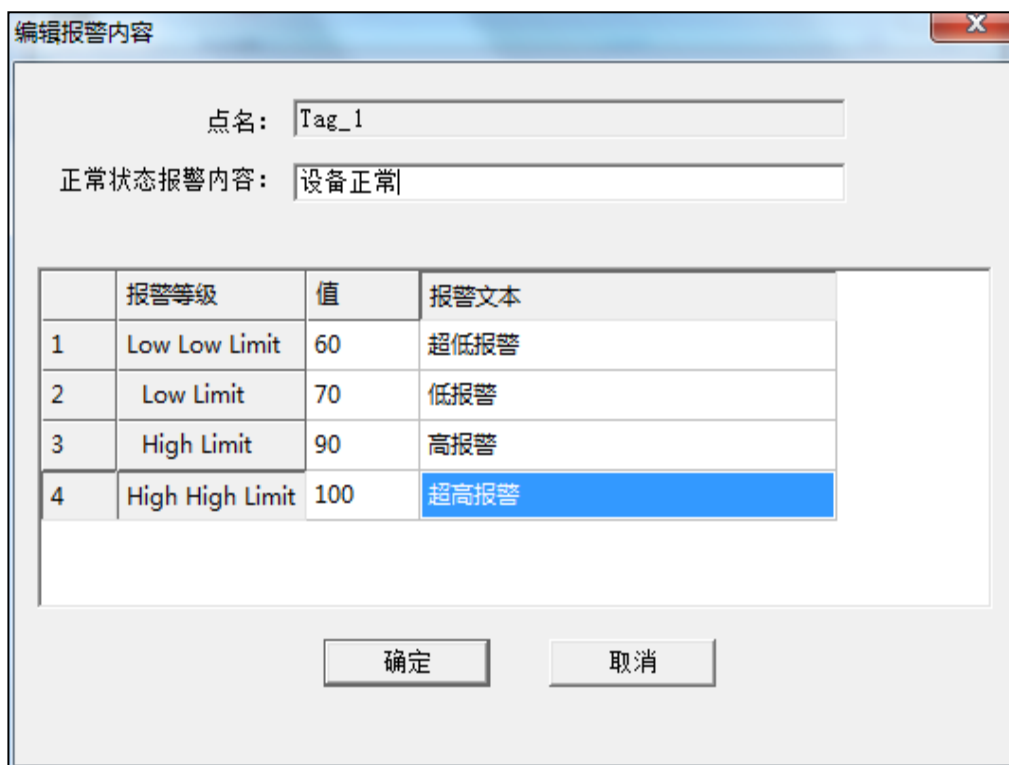 编辑报警内容
点名： Tag_1
正常状态报警内容： 设备正常
报警等级 值 报警文本
1 Low Low Limit 60 超低报警
2 Low Limit 70 低报警
3 High Limit 90 高报警
4 High High Limit 100 超高报警
确定 取消